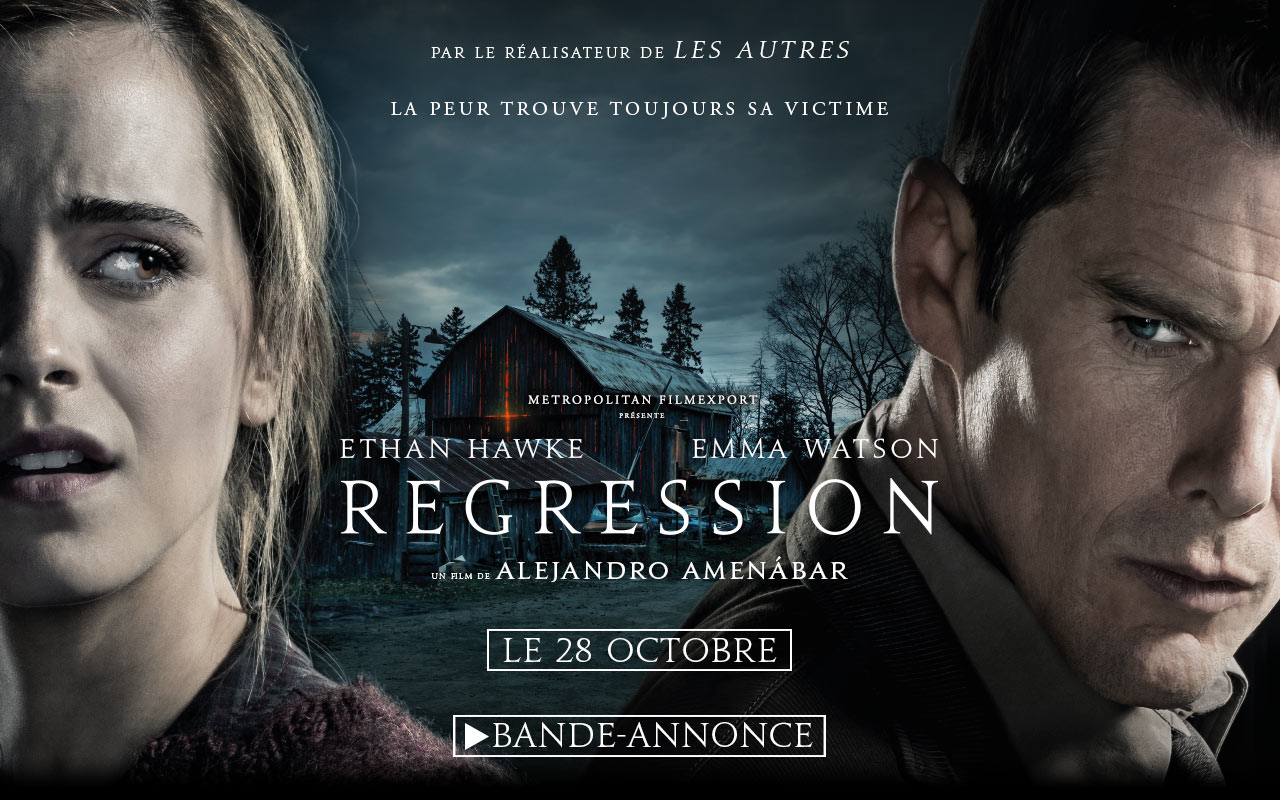 PAR LE RÉALISATEUR DE LES AUTRES
LA PEUR TROUVE TOUJOURS SA VICTIME
METROPOLITAN FILMEXPORT
PRÉSENTE
ETHAN HAWKE EMMA WATSON
REGRESSION
UN FILM DE ALEJANDRO AMENÁBAR
LE 28 OCTOBRE
BANDE-ANNONCE